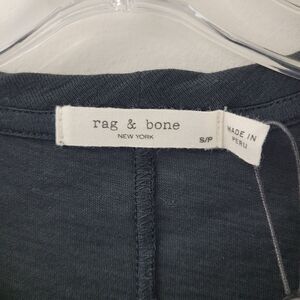 rag & bone
NEW YORK
S/P
MADE IN
PERU